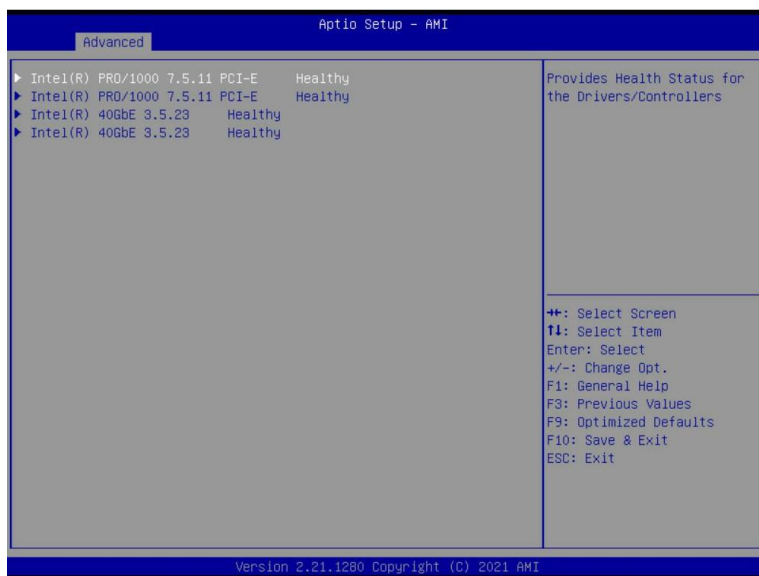 Aptio Setup – AMI
Advanced
▶ Intel(R) PRO/1000 7.5.11 PCI-E Healthy
▶ Intel(R) PRO/1000 7.5.11 PCI-E Healthy
▶ Intel(R) 40GbE 3.5.23 Healthy
▶ Intel(R) 40GbE 3.5.23 Healthy
Provides Health Status for
the Drivers/Controllers
→←: Select Screen
↑↓: Select Item
Enter: Select
+/-: Change Opt.
F1: General Help
F3: Previous Values
F9: Optimized Defaults
F10: Save & Exit
ESC: Exit
Version 2.21.1280 Copyright (C) 2021 AMI